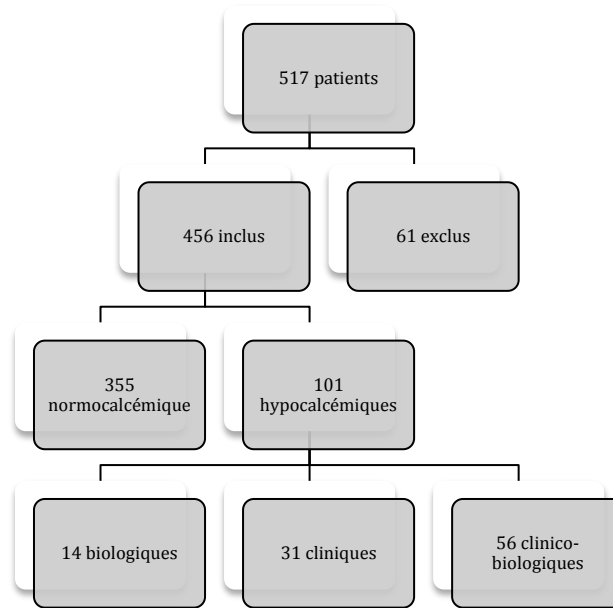 517 patients
456 inclus
61 exclus
355
normocalcémique
101
hypocalcémiques
14 biologiques
31 cliniques
56 clinico-
biologiques